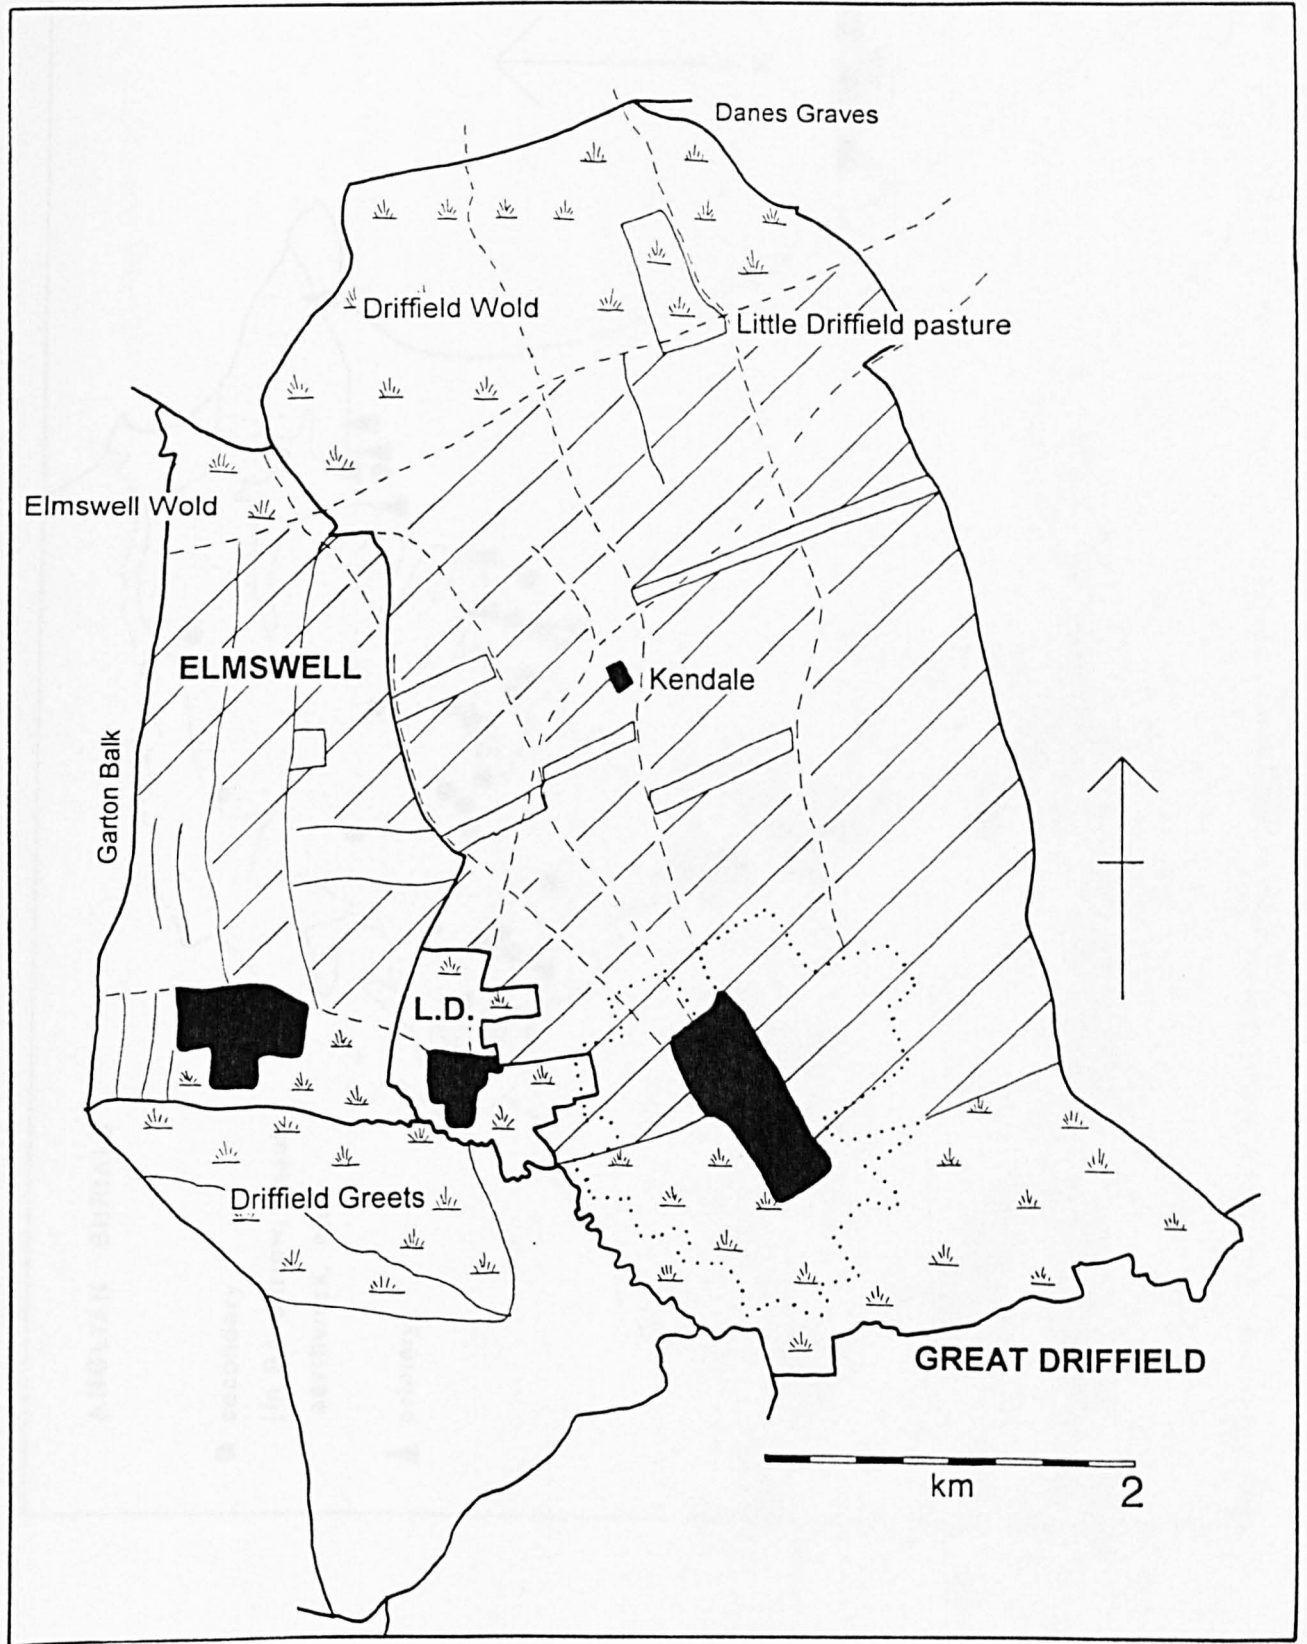 Danes Graves
Driffield Wold
Little Driffield pasture
Elmswell Wold
ELMSWELL
Kendale
Garton Balk
L.D.
Driffield Greets
GREAT DRIFFIELD
km
2